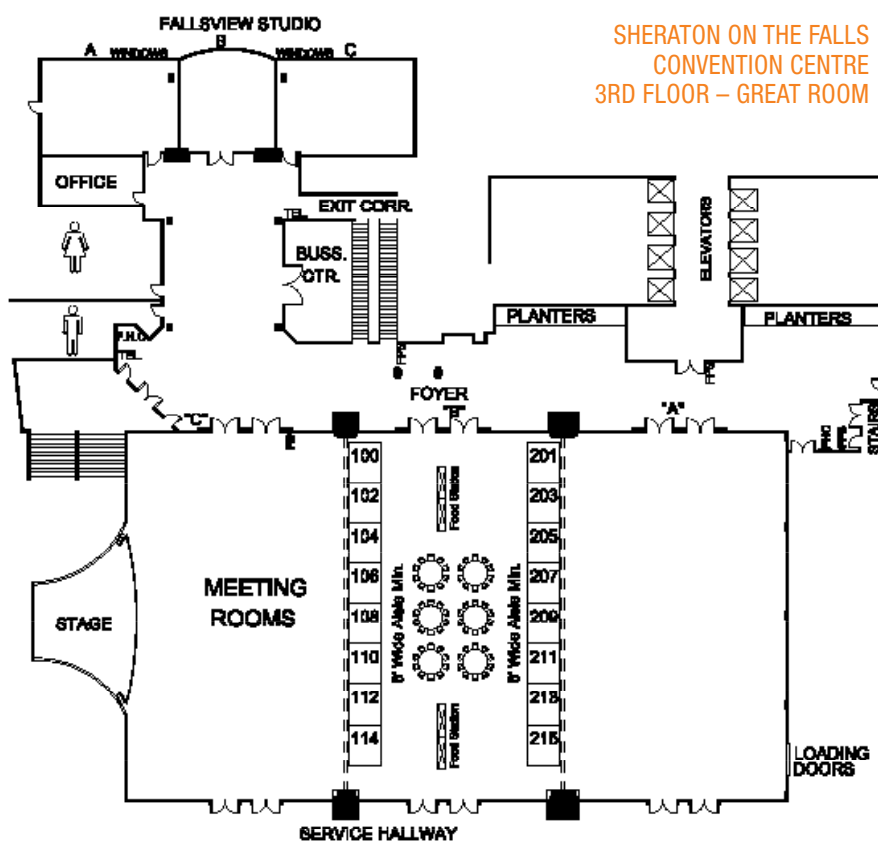 SHERATON ON THE FALLS
CONVENTION CENTRE
3RD FLOOR – GREAT ROOM
FALLSVIEW STUDIO
A WINDOWS B WINDOWS C
OFFICE
TEL.
EXIT CORR.
BUSS.
CTR.
ELEVATORS
PLANTERS
PLANTERS
TEL.
FOYER
"C"
"B"
"A"
STAIRS
100
102
104
106
108
110
112
114
201
203
205
207
209
211
213
215
Food Station
Food Station
8' Wide Aisle Min.
8' Wide Aisle Min.
MEETING
ROOMS
STAGE
LOADING
DOORS
SERVICE HALLWAY